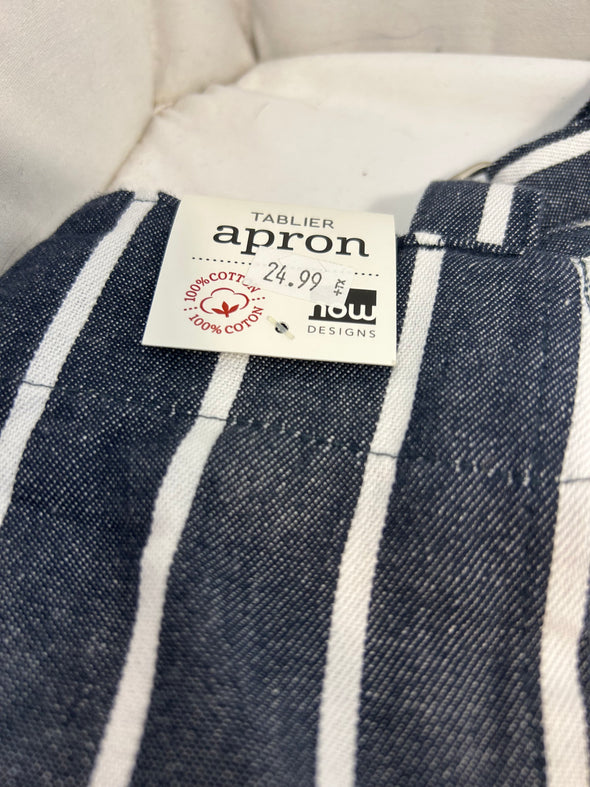 TABLIER
apron
24.99 +TX
100% COTTON
100% COTON
now
DESIGNS